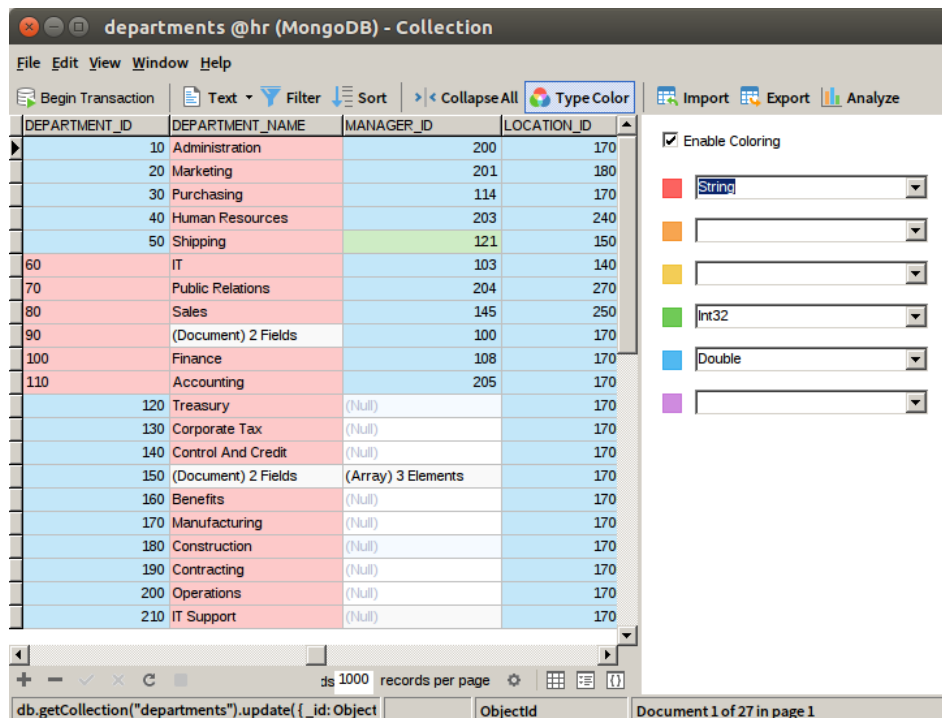 departments @hr (MongoDB) - Collection
File Edit View Window Help
Begin Transaction Text Filter Sort Collapse All Type Color Import Export Analyze
DEPARTMENT_ID DEPARTMENT_NAME MANAGER_ID LOCATION_ID
10 Administration 200 170
20 Marketing 201 180
30 Purchasing 114 170
40 Human Resources 203 240
50 Shipping 121 150
60 IT 103 140
70 Public Relations 204 270
80 Sales 145 250
90 (Document) 2 Fields 100 170
100 Finance 108 170
110 Accounting 205 170
120 Treasury (Null) 170
130 Corporate Tax (Null) 170
140 Control And Credit (Null) 170
150 (Document) 2 Fields (Array) 3 Elements 170
160 Benefits (Null) 170
170 Manufacturing (Null) 170
180 Construction (Null) 170
190 Contracting (Null) 170
200 Operations (Null) 170
210 IT Support (Null) 170
Enable Coloring
String
Int32
Double
ds 1000 records per page
db.getCollection("departments").update({_id: Object ObjectId Document 1 of 27 in page 1